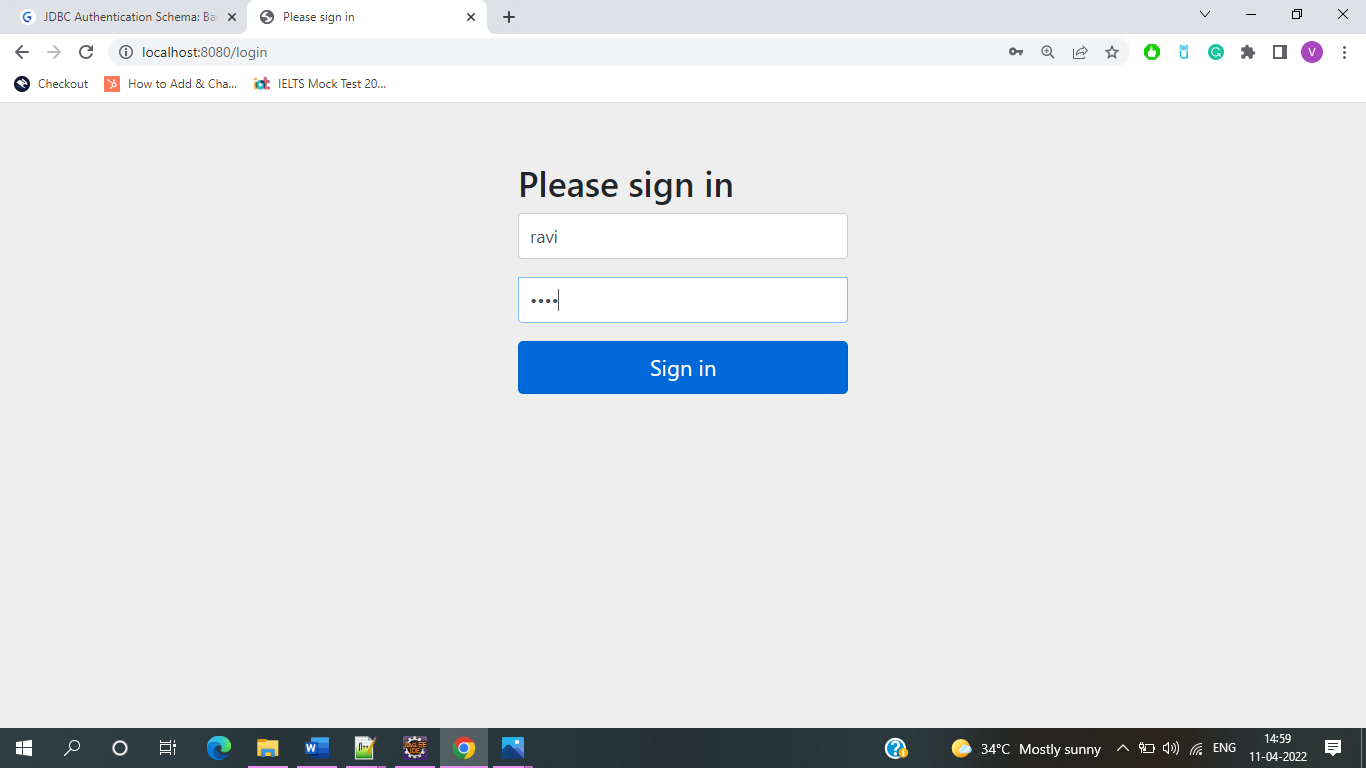 JDBC Authentication Schema: Ba
Please sign in
localhost:8080/login
V
Checkout
How to Add & Cha...
IELTS Mock Test 20...
Please sign in
ravi
••••
Sign in
34°C Mostly sunny
ENG
14:59
11-04-2022